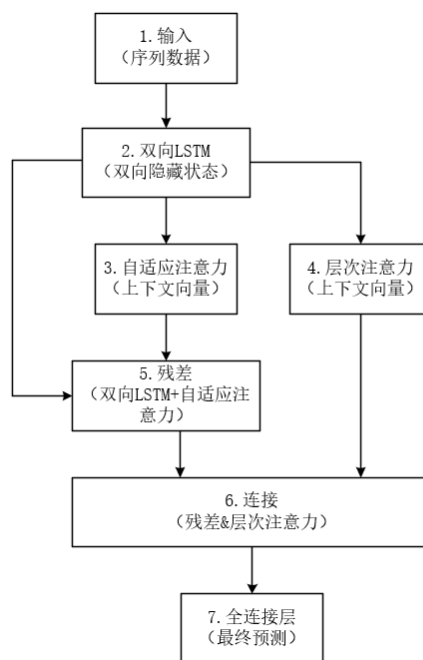 1.输入
（序列数据）
2.双向LSTM
（双向隐藏状态）
3.自适应注意力
（上下文向量）
4.层次注意力
（上下文向量）
5.残差
（双向LSTM+自适应注
意力）
6.连接
（残差&层次注意力）
7.全连接层
（最终预测）